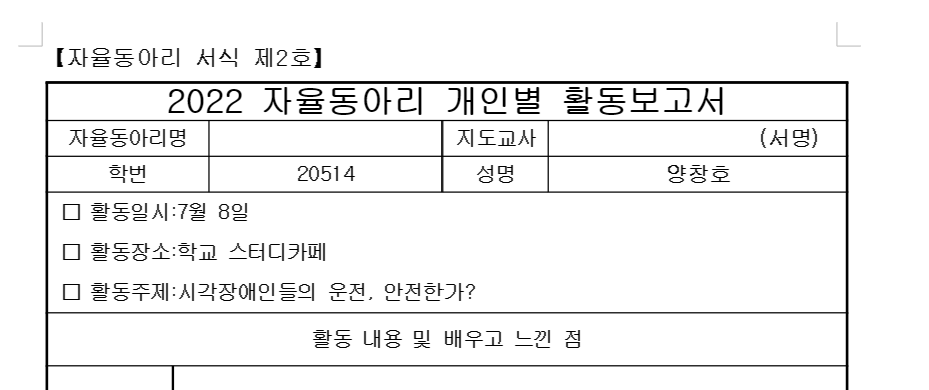 【자율동아리 서식 제2호】
2022 자율동아리 개인별 활동보고서
자율동아리명 지도교사 (서명)
학번 20514 성명 양창호
□ 활동일시:7월 8일
□ 활동장소:학교 스터디카페
□ 활동주제:시각장애인들의 운전, 안전한가?
활동 내용 및 배우고 느낀 점